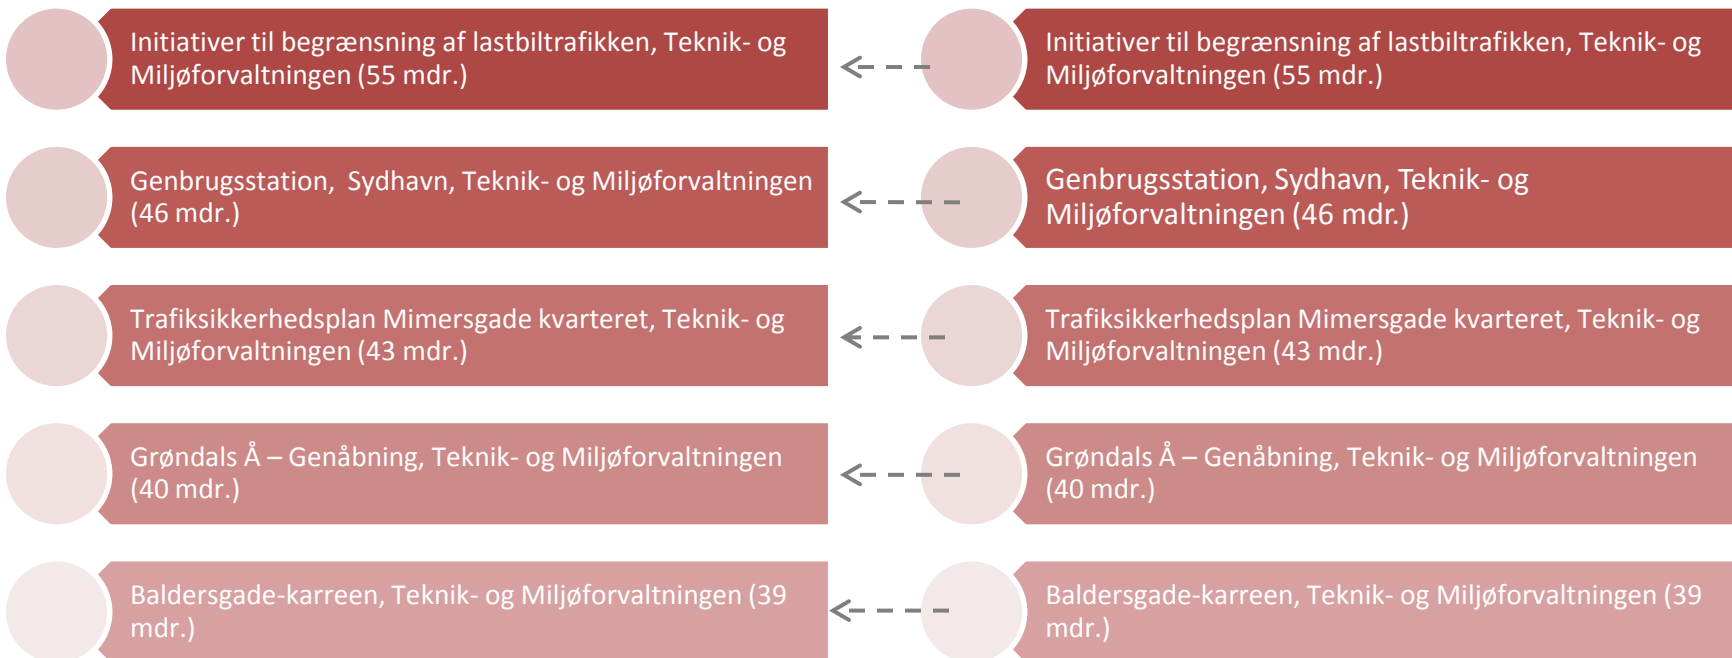 Initiativer til begrænsning af lastbiltrafikken, Teknik- og
Miljøforvaltningen (55 mdr.)
Initiativer til begrænsning af lastbiltrafikken, Teknik- og
Miljøforvaltningen (55 mdr.)
Genbrugsstation, Sydhavn, Teknik- og Miljøforvaltningen
(46 mdr.)
Genbrugsstation, Sydhavn, Teknik- og
Miljøforvaltningen (46 mdr.)
Trafiksikkerhedsplan Mimersgade kvarteret, Teknik- og
Miljøforvaltningen (43 mdr.)
Trafiksikkerhedsplan Mimersgade kvarteret, Teknik- og
Miljøforvaltningen (43 mdr.)
Grøndals Å – Genåbning, Teknik- og Miljøforvaltningen
(40 mdr.)
Grøndals Å – Genåbning, Teknik- og Miljøforvaltningen
(40 mdr.)
Baldersgade-karreen, Teknik- og Miljøforvaltningen (39
mdr.)
Baldersgade-karreen, Teknik- og Miljøforvaltningen (39
mdr.)